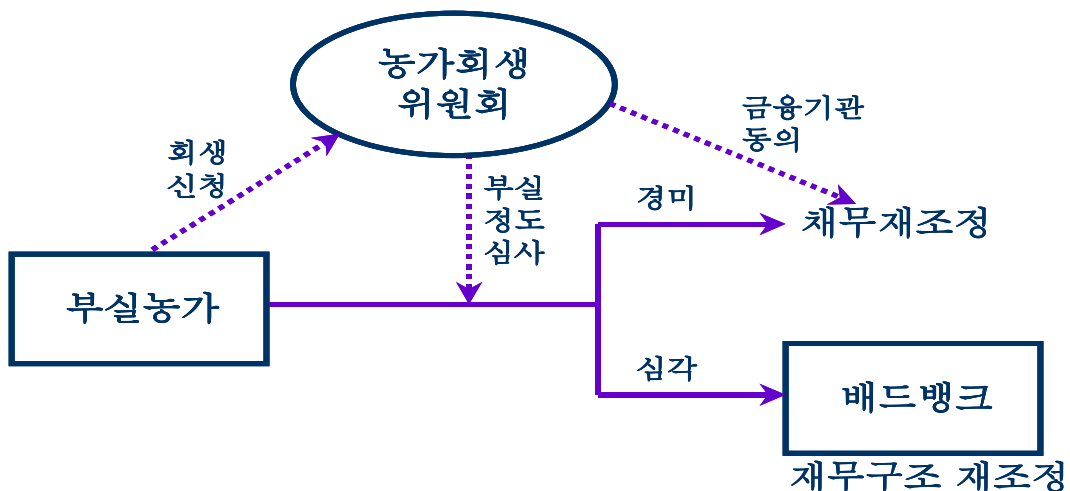 농가회생
위원회
금융기관
동의
회생
신청
부실
정도
심사
경미
채무재조정
부실농가
심각
배드뱅크
재무구조 재조정